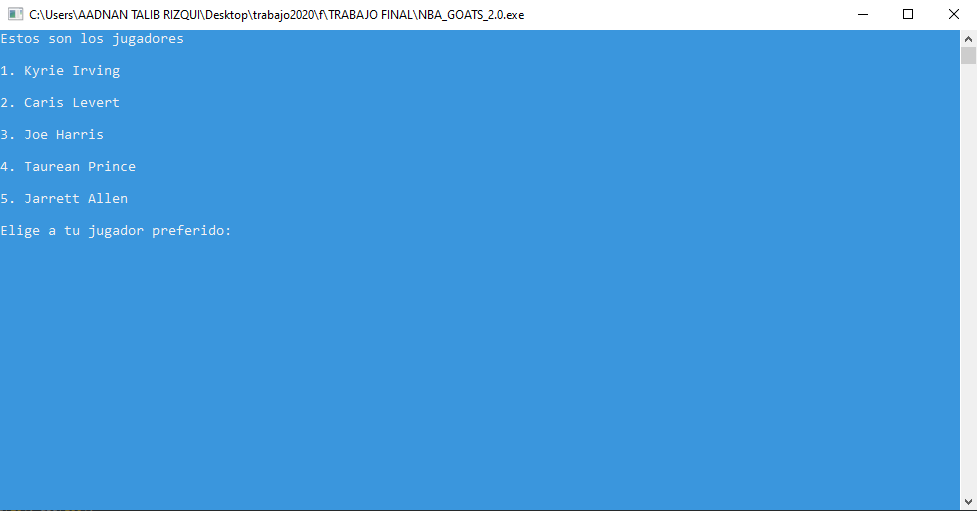 C:\Users\AADNAN TALIB RIZQUI\Desktop\trabajo2020\f\TRABAJO FINAL\NBA_GOATS_2.0.exe
Estos son los jugadores
1. Kyrie Irving
2. Caris Levert
3. Joe Harris
4. Taurean Prince
5. Jarrett Allen
Elige a tu jugador preferido: